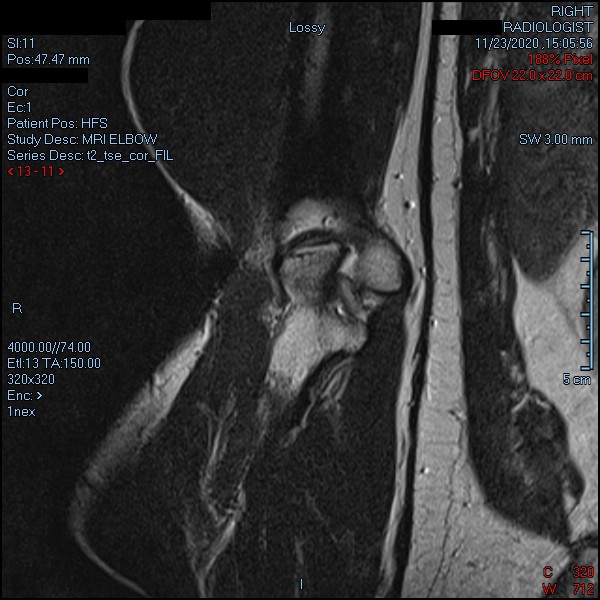 Lossy
RIGHT
RADIOLOGIST
11/23/2020 ,15:05:56
188% Pixel
DFOV 22.0 x 22.0 cm
SI:11
Pos:47.47 mm
Cor
Ec:1
Patient Pos: HFS
Study Desc: MRI ELBOW
Series Desc: t2_tse_cor_FIL
< 13 - 11 >
SW 3.00 mm
R
4000.00//74.00
Etl:13 TA:150.00
320x320
Enc: >
1nex
5 cm
I
C 320
W 712